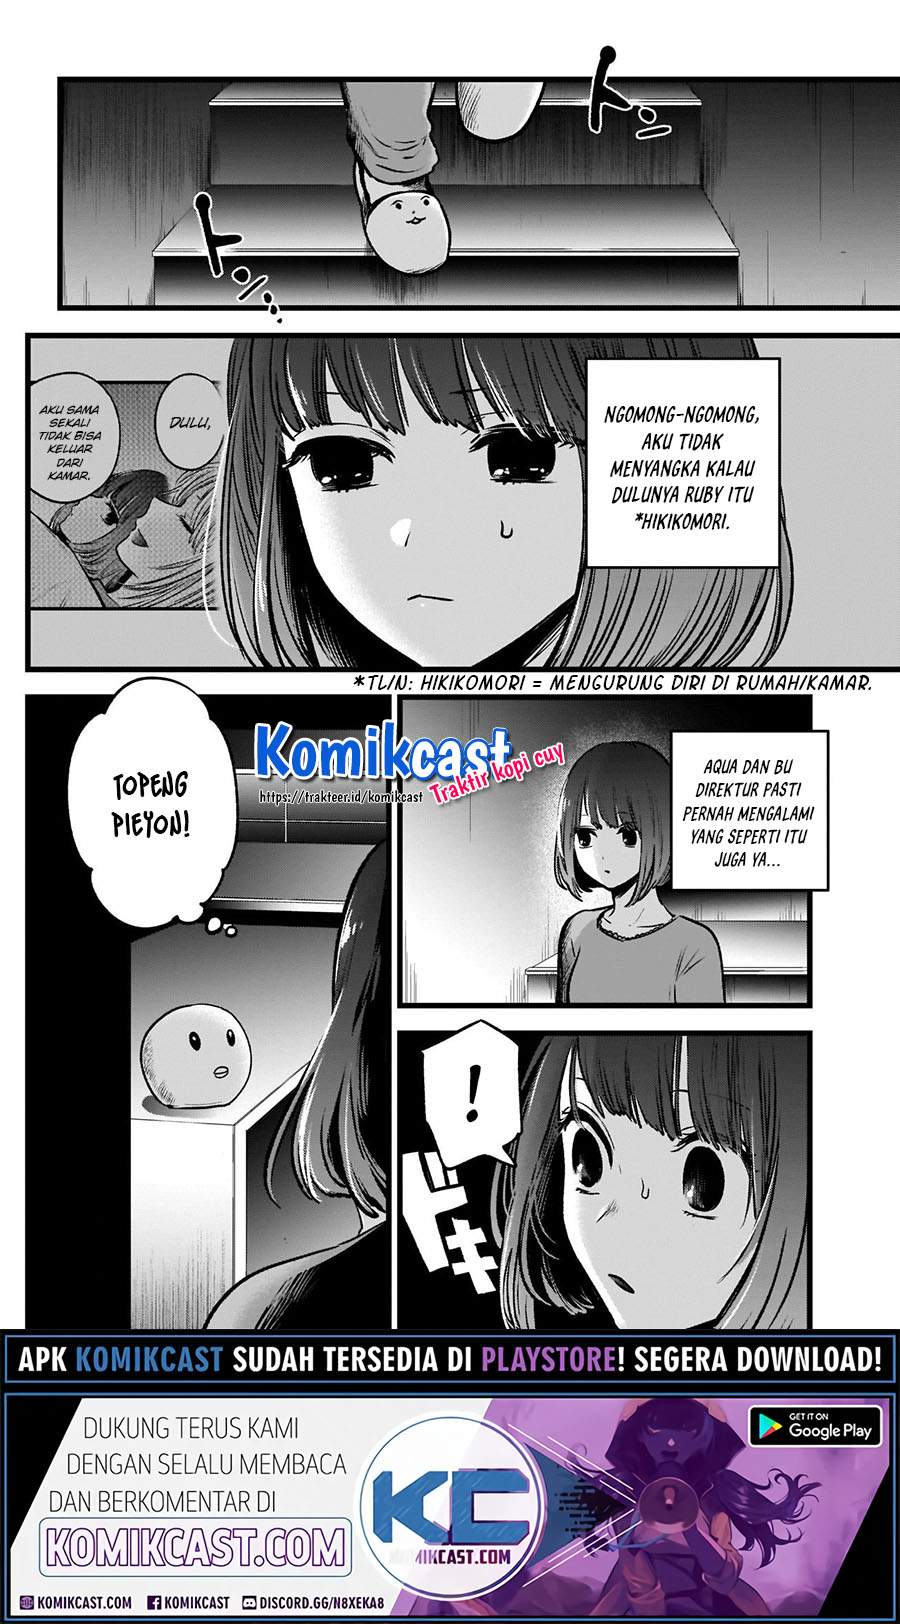 トン
トン...
NGOMONG-NGOMONG,
AKU TIDAK
MENYANGKA KALAU
DULUNYA RUBY ITU
*HIKIKOMORI.
DULU,
AKU SAMA
SEKALI
TIDAK BISA
KELUAR
DARI
KAMAR.
*TL/N: HIKIKOMORI = MENGURUNG DIRI DI RUMAH/KAMAR.
Komikcast
Traktir kopi cuy
https://trakteer.id/komikcast
AQUA DAN BU
DIREKTUR PASTI
PERNAH MENGALAMI
YANG SEPERTI ITU
JUGA YA...
TOPENG
PIEYON!
!
ドキ
APK KOMIKCAST SUDAH TERSEDIA DI PLAYSTORE! SEGERA DOWNLOAD!
DUKUNG TERUS KAMI
DENGAN SELALU MEMBACA
DAN BERKOMENTAR DI
KOMIKCAST.COM
KC
KOMIKCAST.COM
GET IT ON
Google Play
KOMIKCAST.COM KOMIKCAST DISCORD.GG/N8XEKA8